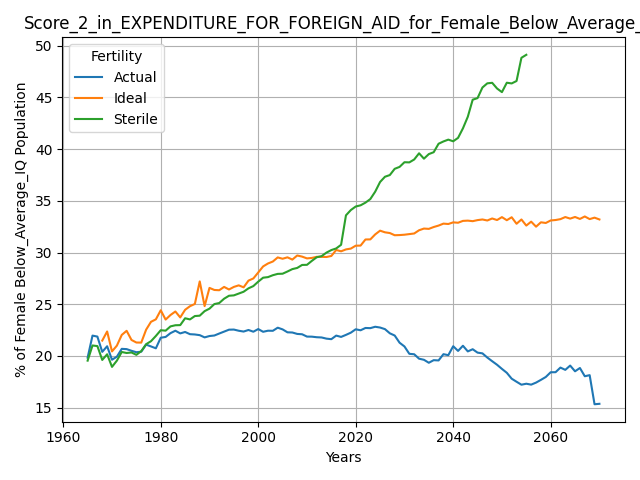 Score_2_in_EXPENDITURE_FOR_FOREIGN_AID_for_Female_Below_Average_
% of Female Below_Average_IQ Population
50
45
40
35
30
25
20
15
Fertility
Actual
Ideal
Sterile
1960 1980 2000 2020 2040 2060
Years